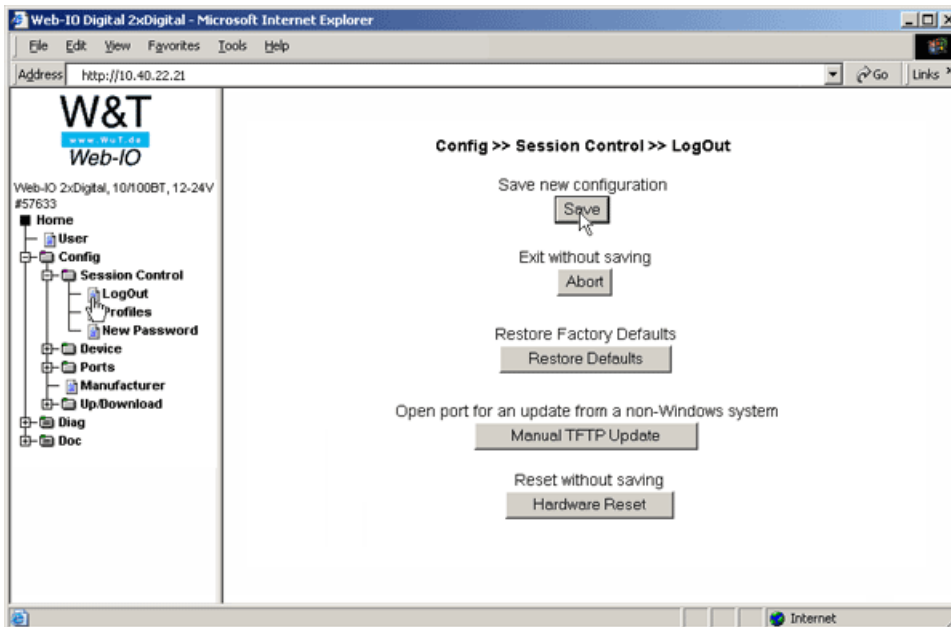 Web-IO Digital 2xDigital - Microsoft Internet Explorer
File Edit View Favorites Tools Help
Address http://10.40.22.21 Go Links
W&T
www.WuT.de
Web-IO
Web-IO 2xDigital, 10/100BT, 12-24V
#57633
Home
User
Config
Session Control
LogOut
Profiles
New Password
Device
Ports
Manufacturer
Up/Download
Diag
Doc
Config >> Session Control >> LogOut
Save new configuration
Save
Exit without saving
Abort
Restore Factory Defaults
Restore Defaults
Open port for an update from a non-Windows system
Manual TFTP Update
Reset without saving
Hardware Reset
Internet